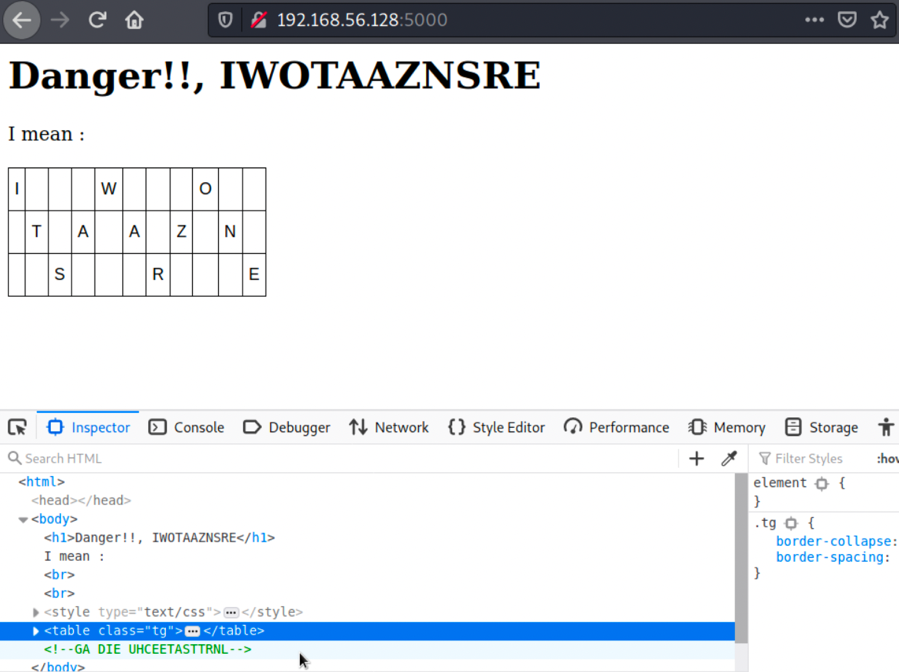 192.168.56.128:5000
Danger!!, IWOTAAZNSRE
I mean :
I W O
T A A Z N
S R E
Inspector Console Debugger Network {} Style Editor Performance Memory Storage
Search HTML
Filter Styles :hov
<html>
<head></head>
<body>
<h1>Danger!!, IWOTAAZNSRE</h1>
I mean :
<br>
<br>
<style type="text/css"> </style>
<table class="tg"> </table>
<!--GA DIE UHCEETASTTRNL-->
</body>
element {
}
.tg {
border-collapse:
border-spacing:
}